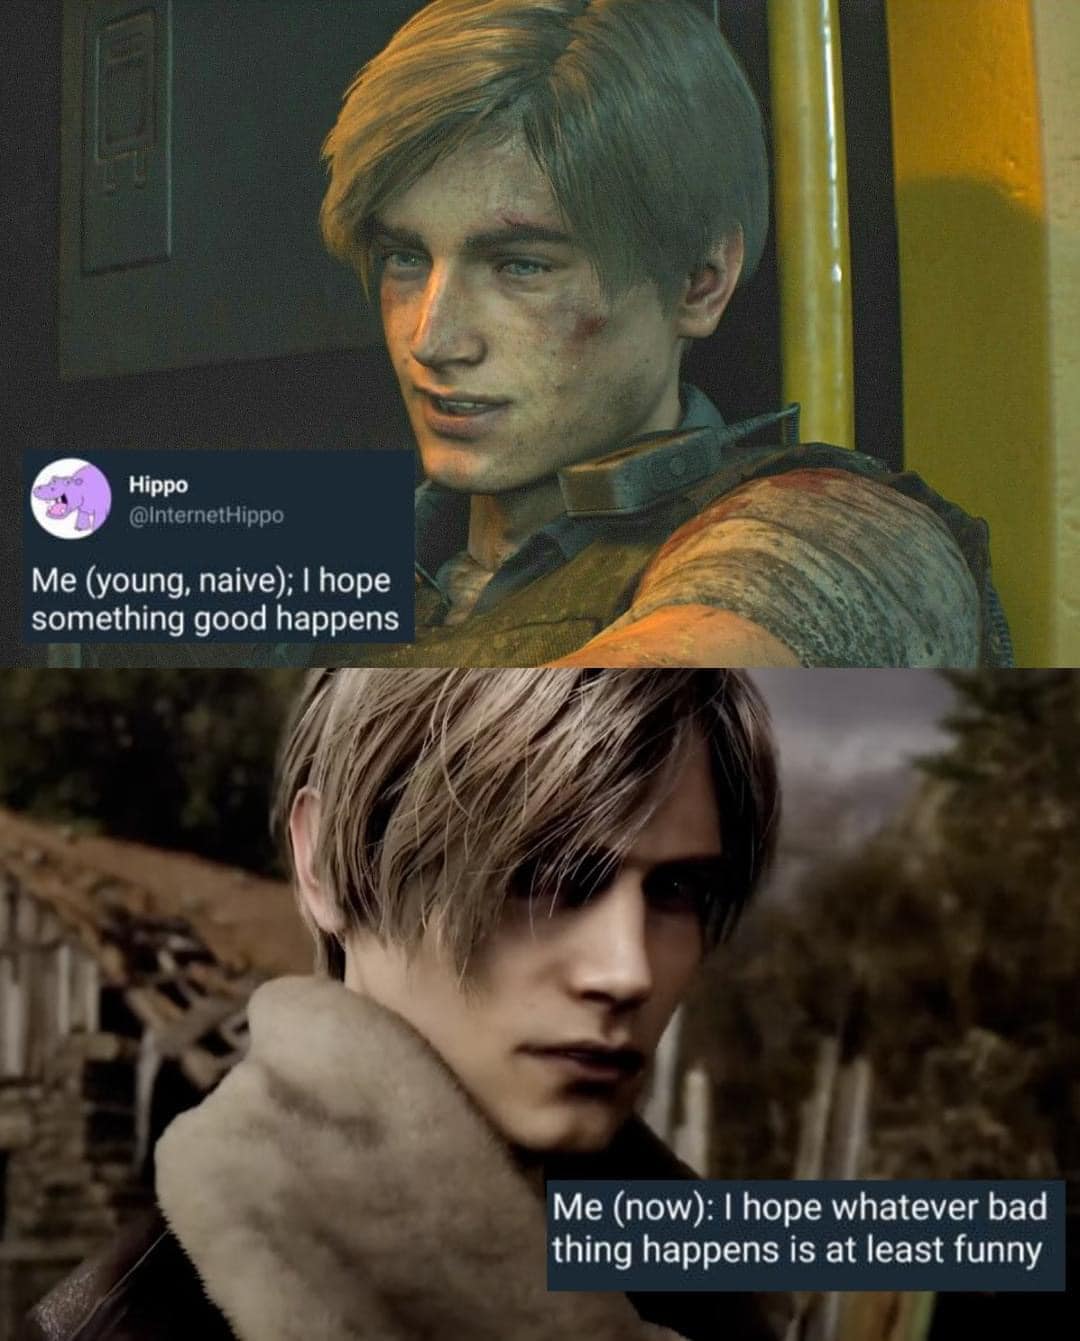 Hippo
@InternetHippo
Me (young, naive); I hope
something good happens
Me (now): I hope whatever bad
thing happens is at least funny